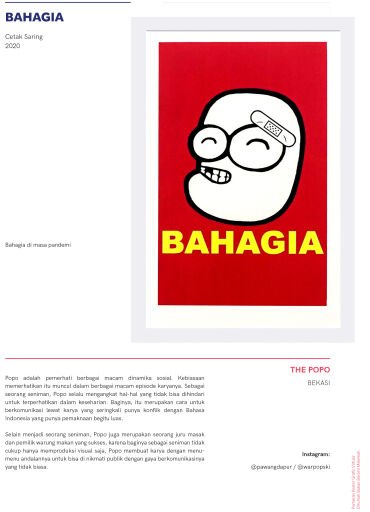 BAHAGIA
Cetak Saring
2020
BAHAGIA
Bahagia di masa pandemi
THE POPO
BEKASI
Popo adalah pemerhati berbagai macam dinamika sosial. Kebiasaan
memerhatikan itu muncul dalam berbagai macam episode karyanya. Sebagai
seorang seniman, Popo selalu mengangkat hal-hal yang tidak bisa dihindari
untuk terperhatikan dalam keseharian. Baginya, itu merupakan cara untuk
berkomunikasi lewat karya yang seringkali punya konflik dengan Bahasa
Indonesia yang punya pemaknaan begitu luas.
Selain menjadi seorang seniman, Popo juga merupakan seorang juru masak
dan pemilik warung makan yang sukses, karena baginya sebagai seniman tidak
cukup hanya memproduksi visual saja, Popo membuat karya dengan menu-
menu andalannya untuk bisa di nikmati publik dengan gaya berkomunikasinya
yang tidak biasa.
Instagram:
@pawangdapur / @warpopski